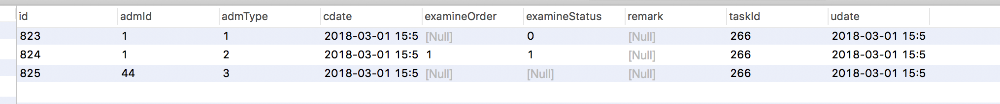 id admId admType cdate examineOrder examineStatus remark taskId udate
823 1 1 2018-03-01 15:5 [Null] 0 [Null] 266 2018-03-01 15:5
824 1 2 2018-03-01 15:5 1 1 [Null] 266 2018-03-01 15:5
825 44 3 2018-03-01 15:5 [Null] [Null] [Null] 266 2018-03-01 15:5